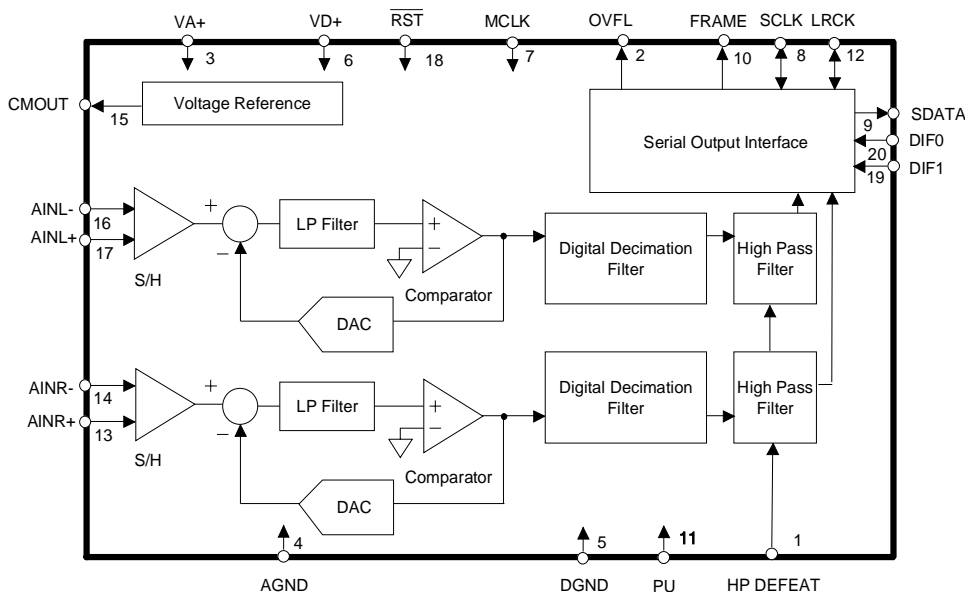 VA+ VD+ RST MCLK OVFL FRAME SCLK LRCK
3 6 18 7 2 10 8 12
CMOUT 15 Voltage Reference
Serial Output Interface
9 SDATA
20 DIF0
19 DIF1
AINL- 16
AINL+ 17
S/H
+
−
LP Filter
+
−
Comparator
DAC
Digital Decimation
Filter
High Pass
Filter
AINR- 14
AINR+ 13
S/H
+
−
LP Filter
+
−
Comparator
DAC
Digital Decimation
Filter
High Pass
Filter
4 5 11 1
AGND DGND PU HP DEFEAT